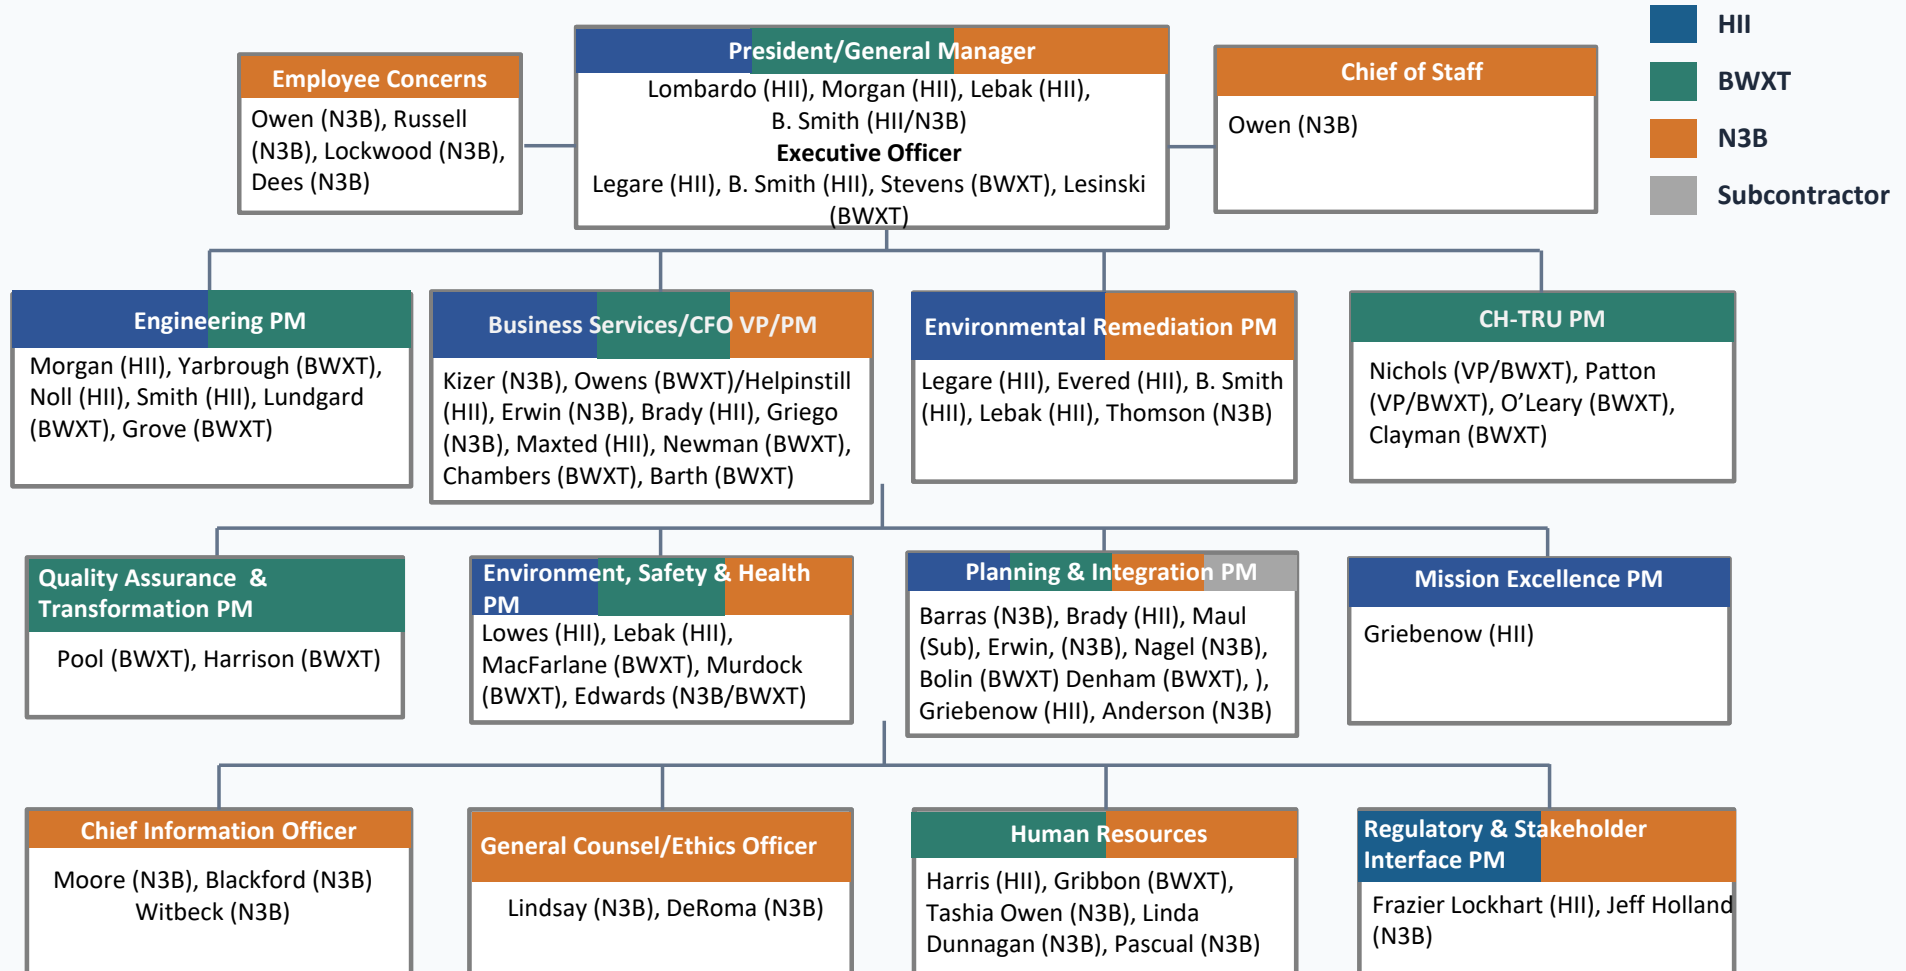 HII
BWXT
N3B
Subcontractor
Employee Concerns
Owen (N3B), Russell
(N3B), Lockwood (N3B),
Dees (N3B)
President/General Manager
Lombardo (HII), Morgan (HII), Lebak (HII),
B. Smith (HII/N3B)
Executive Officer
Legare (HII), B. Smith (HII), Stevens (BWXT), Lesinski
(BWXT)
Chief of Staff
Owen (N3B)
Engineering PM
Morgan (HII), Yarbrough (BWXT),
Noll (HII), Smith (HII), Lundgard
(BWXT), Grove (BWXT)
Business Services/CFO VP/PM
Kizer (N3B), Owens (BWXT)/Helpinstill
(HII), Erwin (N3B), Brady (HII), Griego
(N3B), Maxted (HII), Newman (BWXT),
Chambers (BWXT), Barth (BWXT)
Environmental Remediation PM
Legare (HII), Evered (HII), B. Smith
(HII), Lebak (HII), Thomson (N3B)
CH-TRU PM
Nichols (VP/BWXT), Patton
(VP/BWXT), O’Leary (BWXT),
Clayman (BWXT)
Quality Assurance &
Transformation PM
Pool (BWXT), Harrison (BWXT)
Environment, Safety & Health
PM
Lowes (HII), Lebak (HII),
MacFarlane (BWXT), Murdock
(BWXT), Edwards (N3B/BWXT)
Planning & Integration PM
Barras (N3B), Brady (HII), Maul
(Sub), Erwin, (N3B), Nagel (N3B),
Bolin (BWXT) Denham (BWXT), ),
Griebenow (HII), Anderson (N3B)
Mission Excellence PM
Griebenow (HII)
Chief Information Officer
Moore (N3B), Blackford (N3B)
Witbeck (N3B)
General Counsel/Ethics Officer
Lindsay (N3B), DeRoma (N3B)
Human Resources
Harris (HII), Gribbon (BWXT),
Tashia Owen (N3B), Linda
Dunnagan (N3B), Pascual (N3B)
Regulatory & Stakeholder
Interface PM
Frazier Lockhart (HII), Jeff Holland
(N3B)